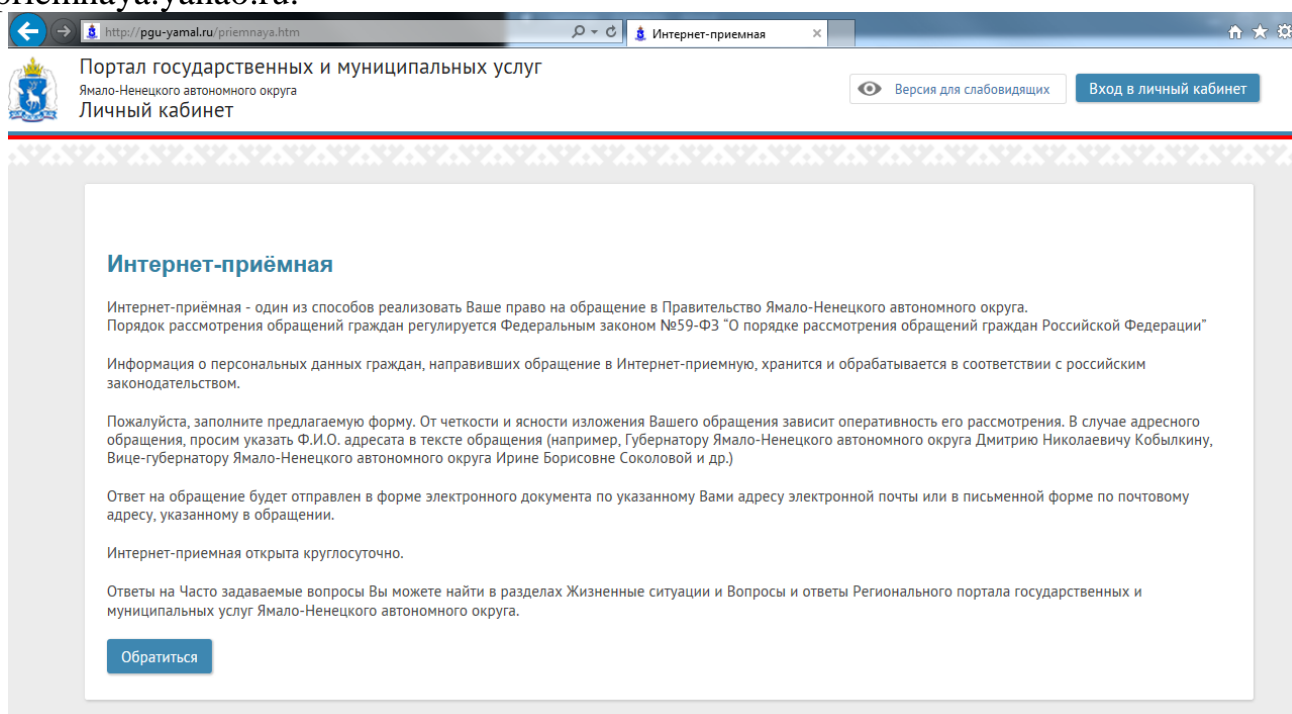 priemnaya.yanao.ru.
http://pgu-yamal.ru/priemnaya.htm
Интернет-приемная
Портал государственных и муниципальных услуг
Ямало-Ненецкого автономного округа
Личный кабинет
Версия для слабовидящих
Вход в личный кабинет
Интернет-приёмная
Интернет-приёмная - один из способов реализовать Ваше право на обращение в Правительство Ямало-Ненецкого автономного округа.
Порядок рассмотрения обращений граждан регулируется Федеральным законом №59-ФЗ "О порядке рассмотрения обращений граждан Российской Федерации"
Информация о персональных данных граждан, направивших обращение в Интернет-приемную, хранится и обрабатывается в соответствии с российским
законодательством.
Пожалуйста, заполните предлагаемую форму. От четкости и ясности изложения Вашего обращения зависит оперативность его рассмотрения. В случае адресного
обращения, просим указать Ф.И.О. адресата в тексте обращения (например, Губернатору Ямало-Ненецкого автономного округа Дмитрию Николаевичу Кобылкину,
Вице-губернатору Ямало-Ненецкого автономного округа Ирине Борисовне Соколовой и др.)
Ответ на обращение будет отправлен в форме электронного документа по указанному Вами адресу электронной почты или в письменной форме по почтовому
адресу, указанному в обращении.
Интернет-приемная открыта круглосуточно.
Ответы на Часто задаваемые вопросы Вы можете найти в разделах Жизненные ситуации и Вопросы и ответы Регионального портала государственных и
муниципальных услуг Ямало-Ненецкого автономного округа.
Обратиться